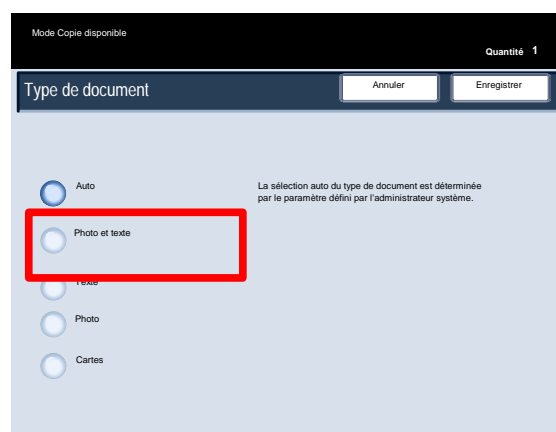 Mode Copie disponible
Quantité 1
Type de document
Annuler
Enregistrer
Auto
La sélection auto du type de document est déterminée
par le paramètre défini par l'administrateur système.
Photo et texte
Texte
Photo
Cartes